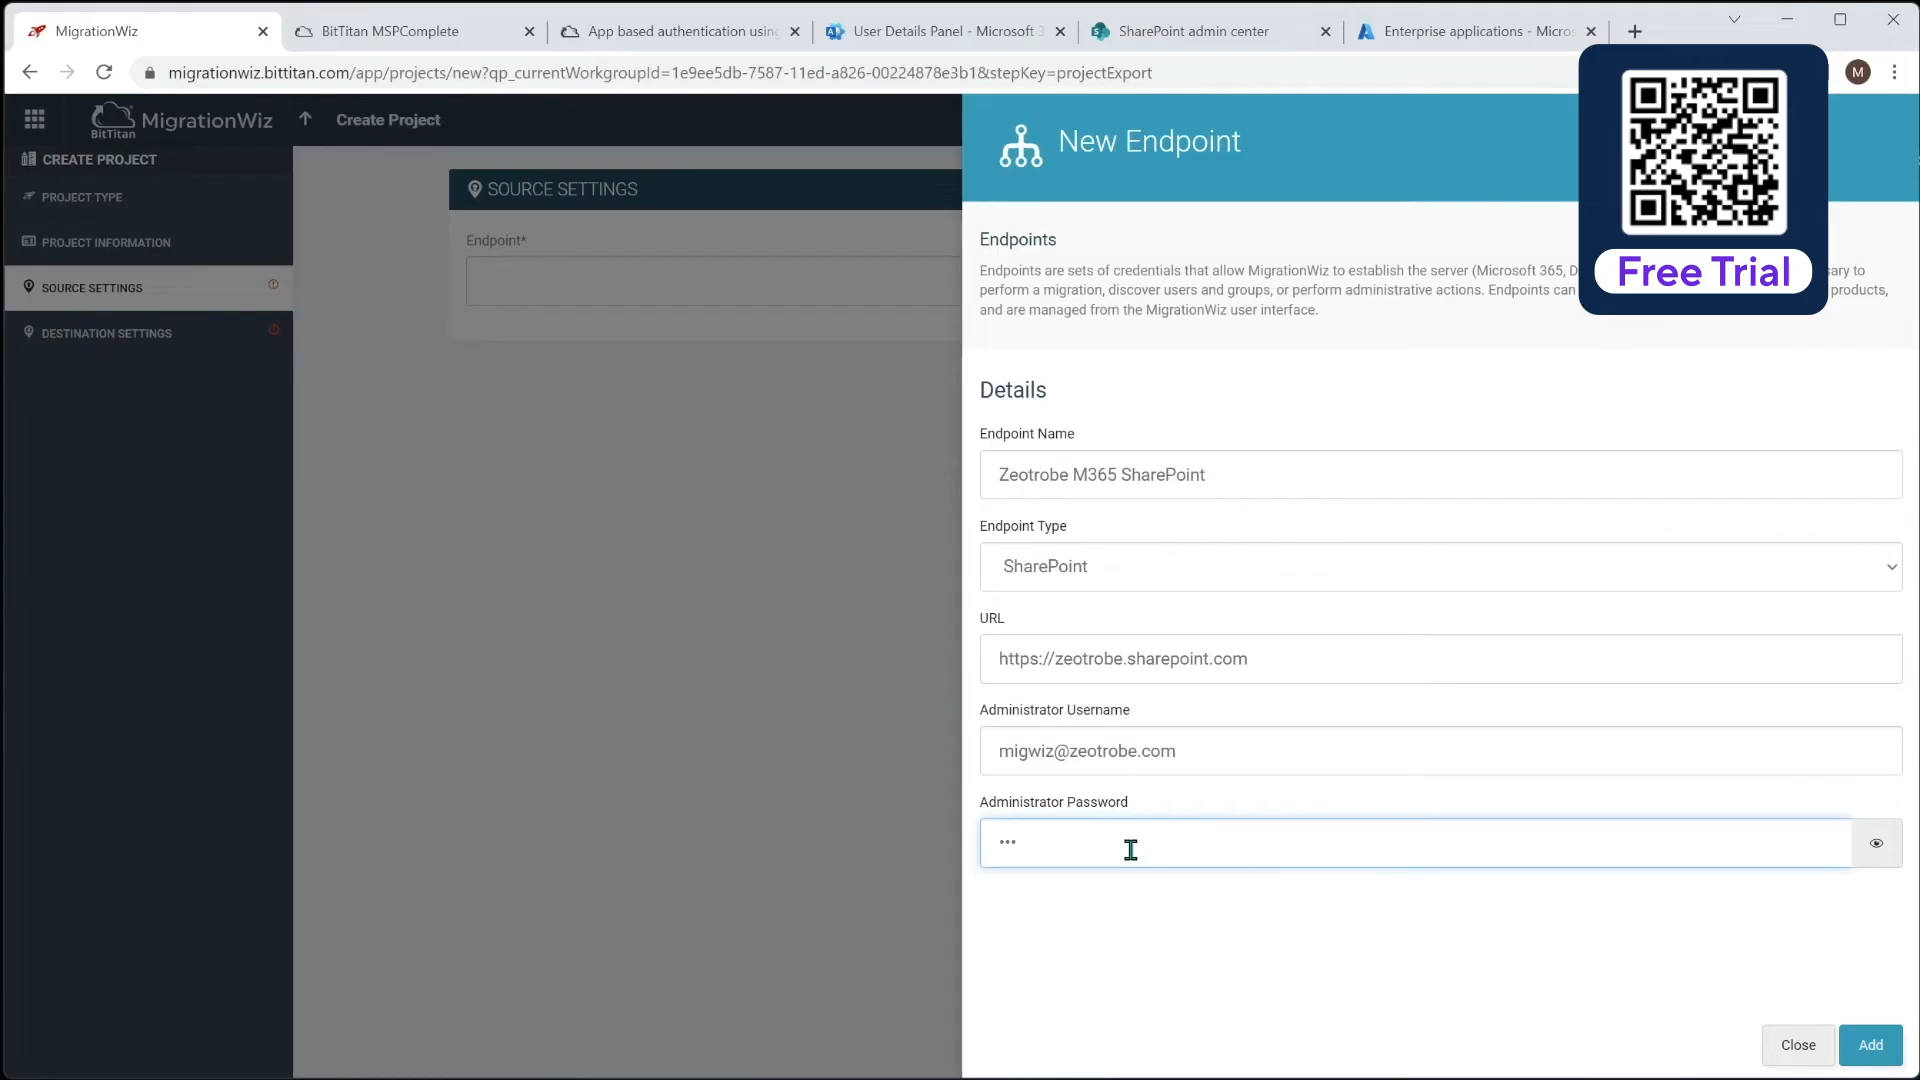 MigrationWiz
BitTitan MSPComplete
App based authentication using
User Details Panel - Microsoft 3
SharePoint admin center
Enterprise applications - Micros
migrationwiz.bittitan.com/app/projects/new?qp_currentWorkgroupId=1e9ee5db-7587-11ed-a826-00224878e3b1&stepKey=projectExport
M
BitTitan MigrationWiz
Create Project
CREATE PROJECT
PROJECT TYPE
PROJECT INFORMATION
SOURCE SETTINGS
DESTINATION SETTINGS
SOURCE SETTINGS
Endpoint*
New Endpoint
Free Trial
Endpoints
Endpoints are sets of credentials that allow MigrationWiz to establish the server (Microsoft 365, D
perform a migration, discover users and groups, or perform administrative actions. Endpoints can products,
and are managed from the MigrationWiz user interface.
Details
Endpoint Name
Zeotrobe M365 SharePoint
Endpoint Type
SharePoint
URL
https://zeotrobe.sharepoint.com
Administrator Username
migwiz@zeotrobe.com
Administrator Password
•••
Close
Add